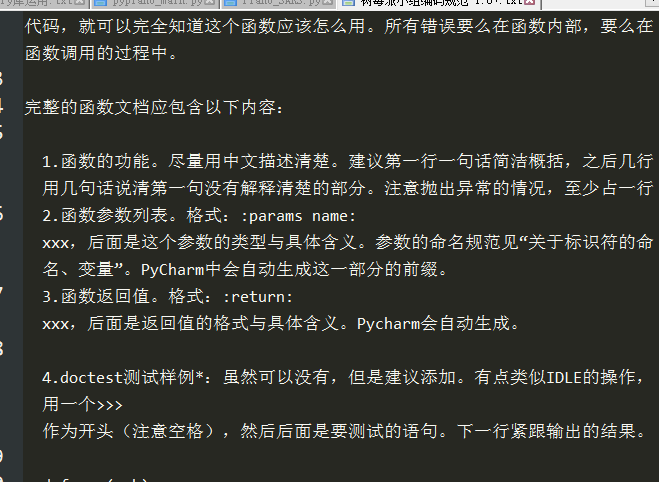 pypiano_main.py
代码，就可以完全知道这个函数应该怎么用。所有错误要么在函数内部，要么在
函数调用的过程中。
完整的函数文档应包含以下内容：
1.函数的功能。尽量用中文描述清楚。建议第一行一句话简洁概括，之后几行
用几句话说清第一句没有解释清楚的部分。注意抛出异常的情况，至少占一行
2.函数参数列表。格式：:params name:
xxx，后面是这个参数的类型与具体含义。参数的命名规范见“关于标识符的命
名、变量”。PyCharm中会自动生成这一部分的前缀。
3.函数返回值。格式：:return:
xxx，后面是返回值的格式与具体含义。Pycharm会自动生成。
4.doctest测试样例*：虽然可以没有，但是建议添加。有点类似IDLE的操作，
用一个>>>
作为开头（注意空格），然后后面是要测试的语句。下一行紧跟输出的结果。